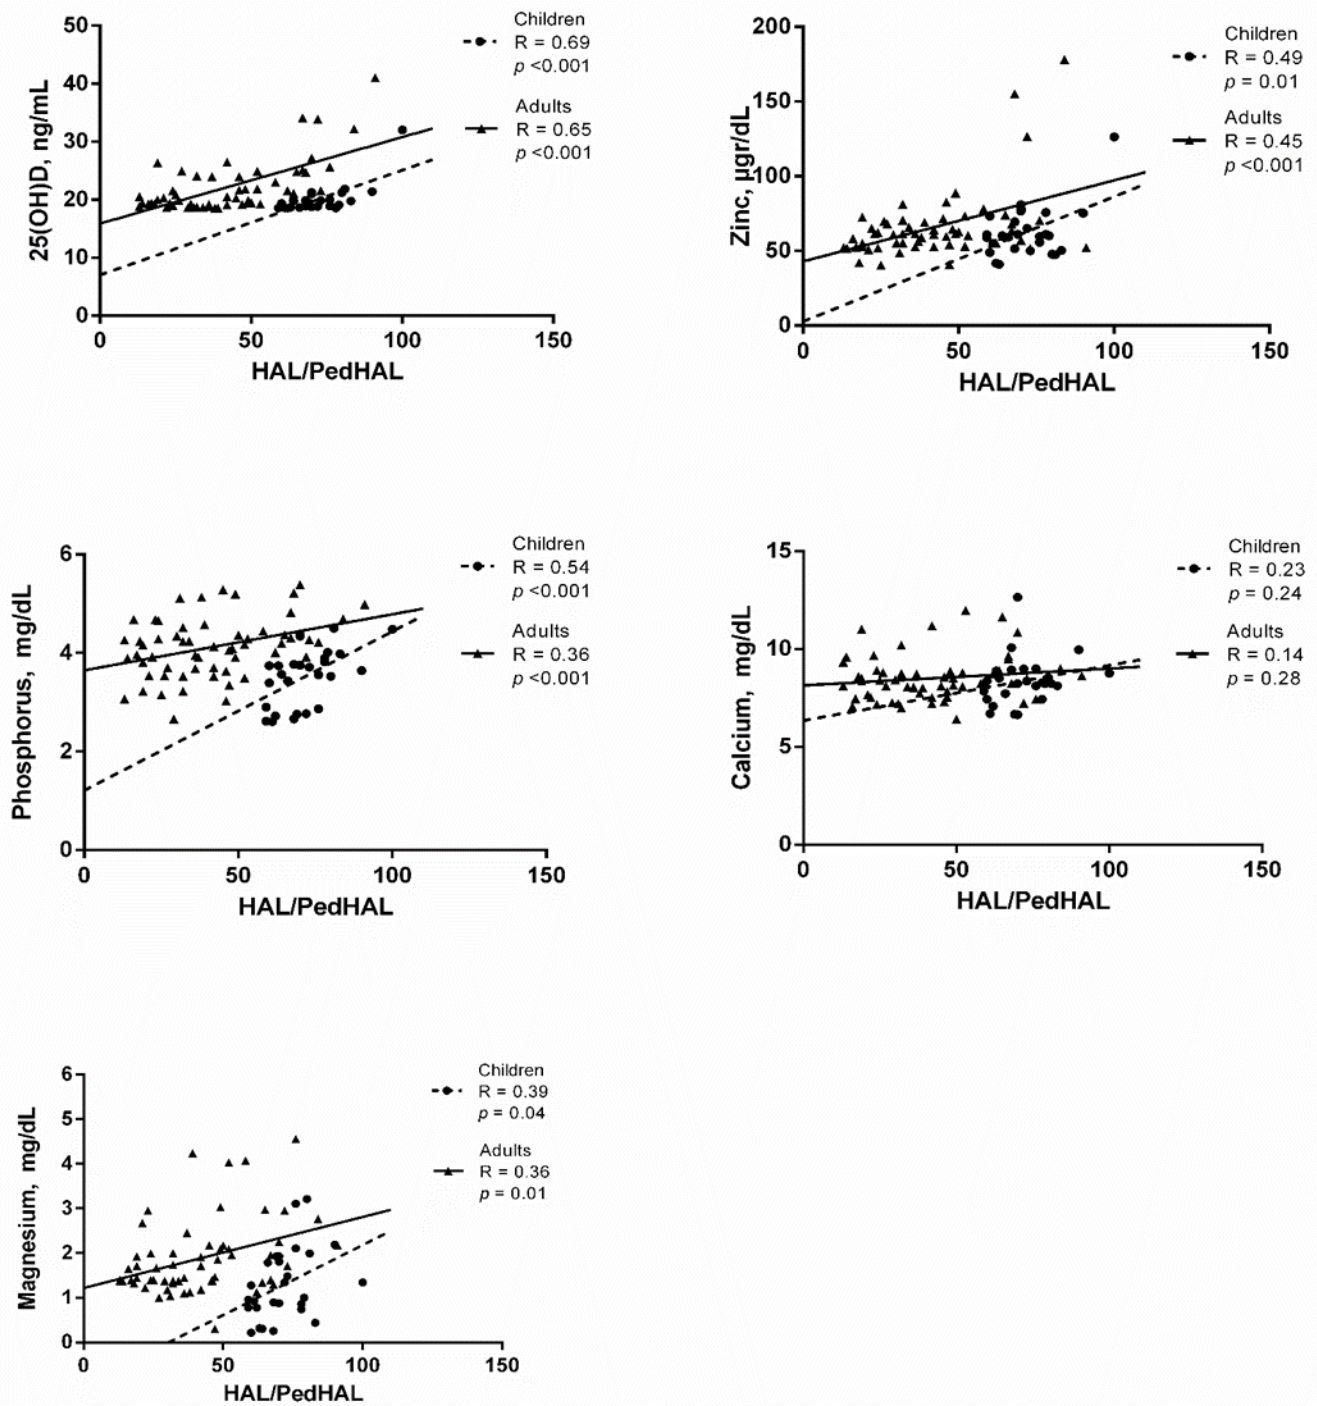 50
40
30
20
10
0
0
50
100
150
25(OH)D, ng/mL
HAL/PedHAL
Children
R = 0.69
p <0.001
Adults
R = 0.65
p <0.001
200
150
100
50
0
0
50
100
150
Zinc, µgr/dL
HAL/PedHAL
Children
R = 0.49
p = 0.01
Adults
R = 0.45
p <0.001
6
4
2
0
0
50
100
150
Phosphorus, mg/dL
HAL/PedHAL
Children
R = 0.54
p <0.001
Adults
R = 0.36
p <0.001
15
10
5
0
0
50
100
150
Calcium, mg/dL
HAL/PedHAL
Children
R = 0.23
p = 0.24
Adults
R = 0.14
p = 0.28
6
5
4
3
2
1
0
0
50
100
150
Magnesium, mg/dL
HAL/PedHAL
Children
R = 0.39
p = 0.04
Adults
R = 0.36
p = 0.01